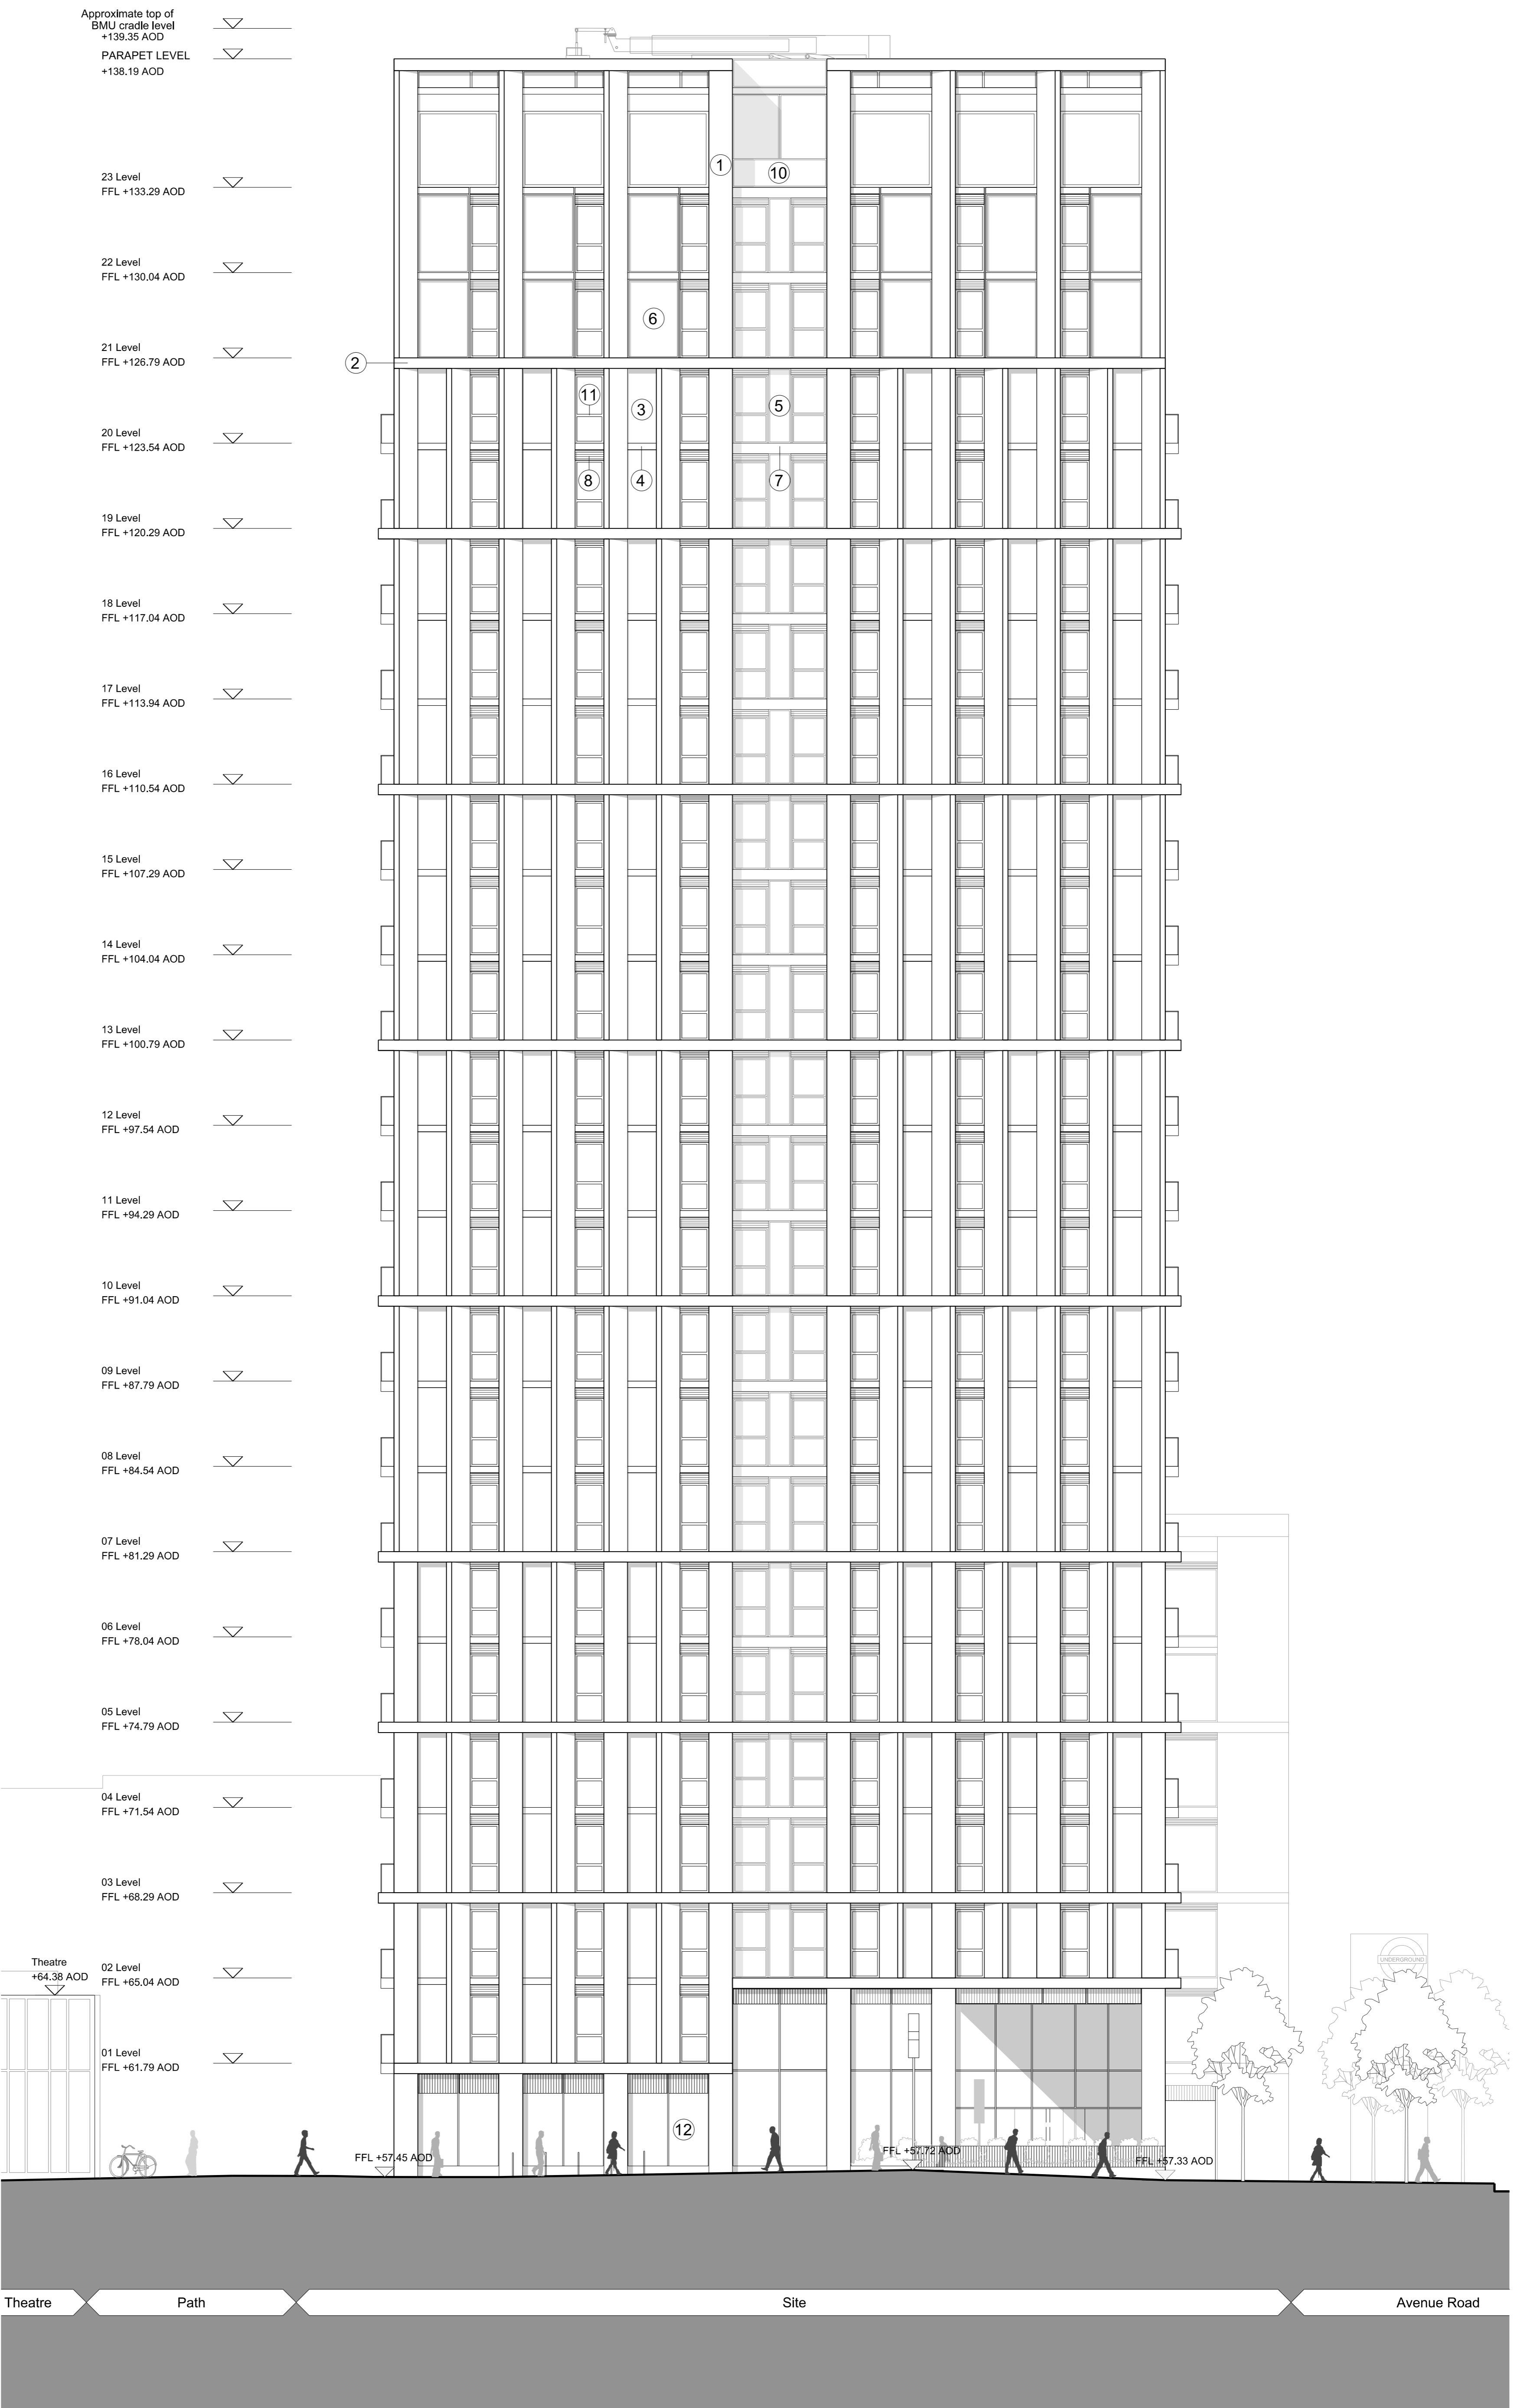 Approximate top of
BMU cradle level
+139.35 AOD
PARAPET LEVEL
+138.19 AOD
1
10
23 Level
FFL +133.29 AOD
22 Level
FFL +130.04 AOD
6
21 Level
FFL +126.79 AOD
2
11
3
5
20 Level
FFL +123.54 AOD
8
4
7
19 Level
FFL +120.29 AOD
18 Level
FFL +117.04 AOD
17 Level
FFL +113.94 AOD
16 Level
FFL +110.54 AOD
15 Level
FFL +107.29 AOD
14 Level
FFL +104.04 AOD
13 Level
FFL +100.79 AOD
12 Level
FFL +97.54 AOD
11 Level
FFL +94.29 AOD
10 Level
FFL +91.04 AOD
09 Level
FFL +87.79 AOD
08 Level
FFL +84.54 AOD
07 Level
FFL +81.29 AOD
06 Level
FFL +78.04 AOD
05 Level
FFL +74.79 AOD
04 Level
FFL +71.54 AOD
03 Level
FFL +68.29 AOD
Theatre
+64.38 AOD
02 Level
FFL +65.04 AOD
UNDERGROUND
01 Level
FFL +61.79 AOD
12
FFL +57.45 AOD
FFL +57.72 AOD
FFL +57.33 AOD
Theatre
Path
Site
Avenue Road